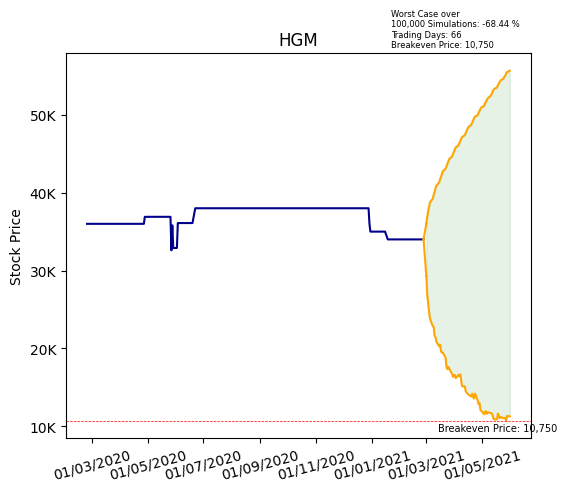 Worst Case over
100,000 Simulations: -68.44 %
Trading Days: 66
Breakeven Price: 10,750
HGM
Stock Price
50K
40K
30K
20K
10K
Breakeven Price: 10,750
01/03/2020
01/05/2020
01/07/2020
01/09/2020
01/11/2020
01/01/2021
01/03/2021
01/05/2021